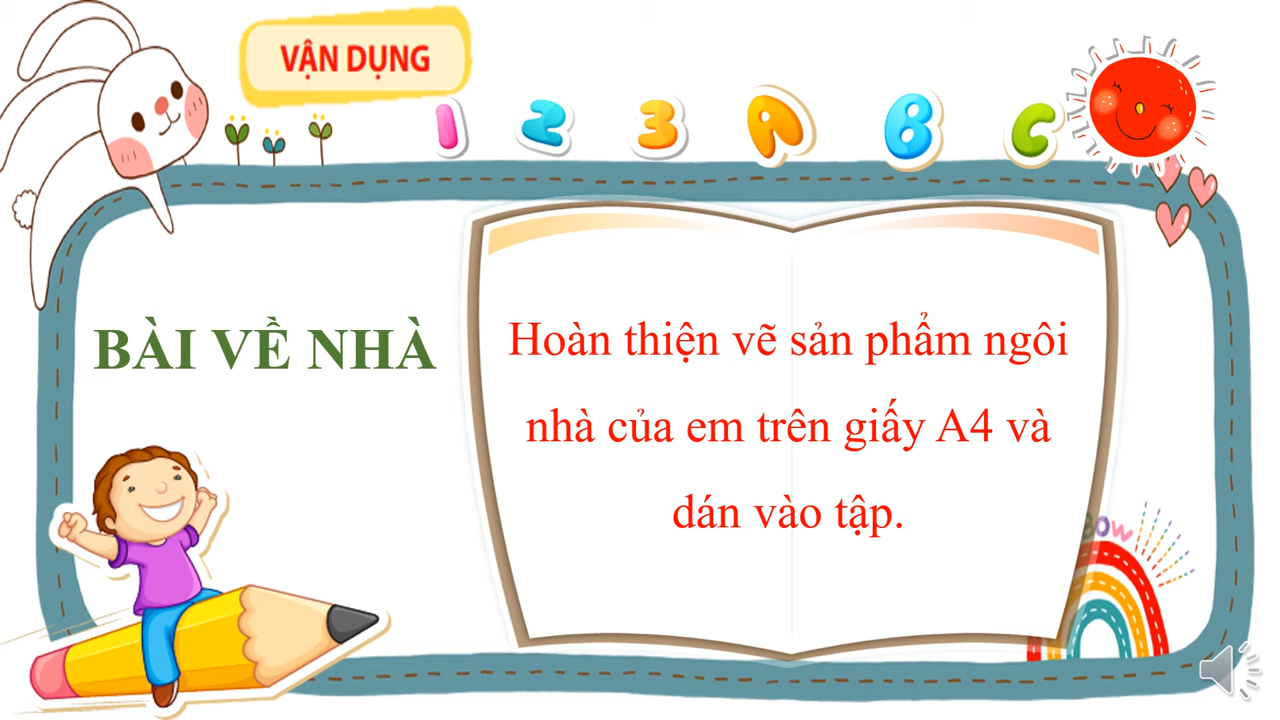 VẬN DỤNG
1 2 3 A B C
BÀI VỀ NHÀ
Hoàn thiện vẽ sản phẩm ngôi
nhà của em trên giấy A4 và
dán vào tập.